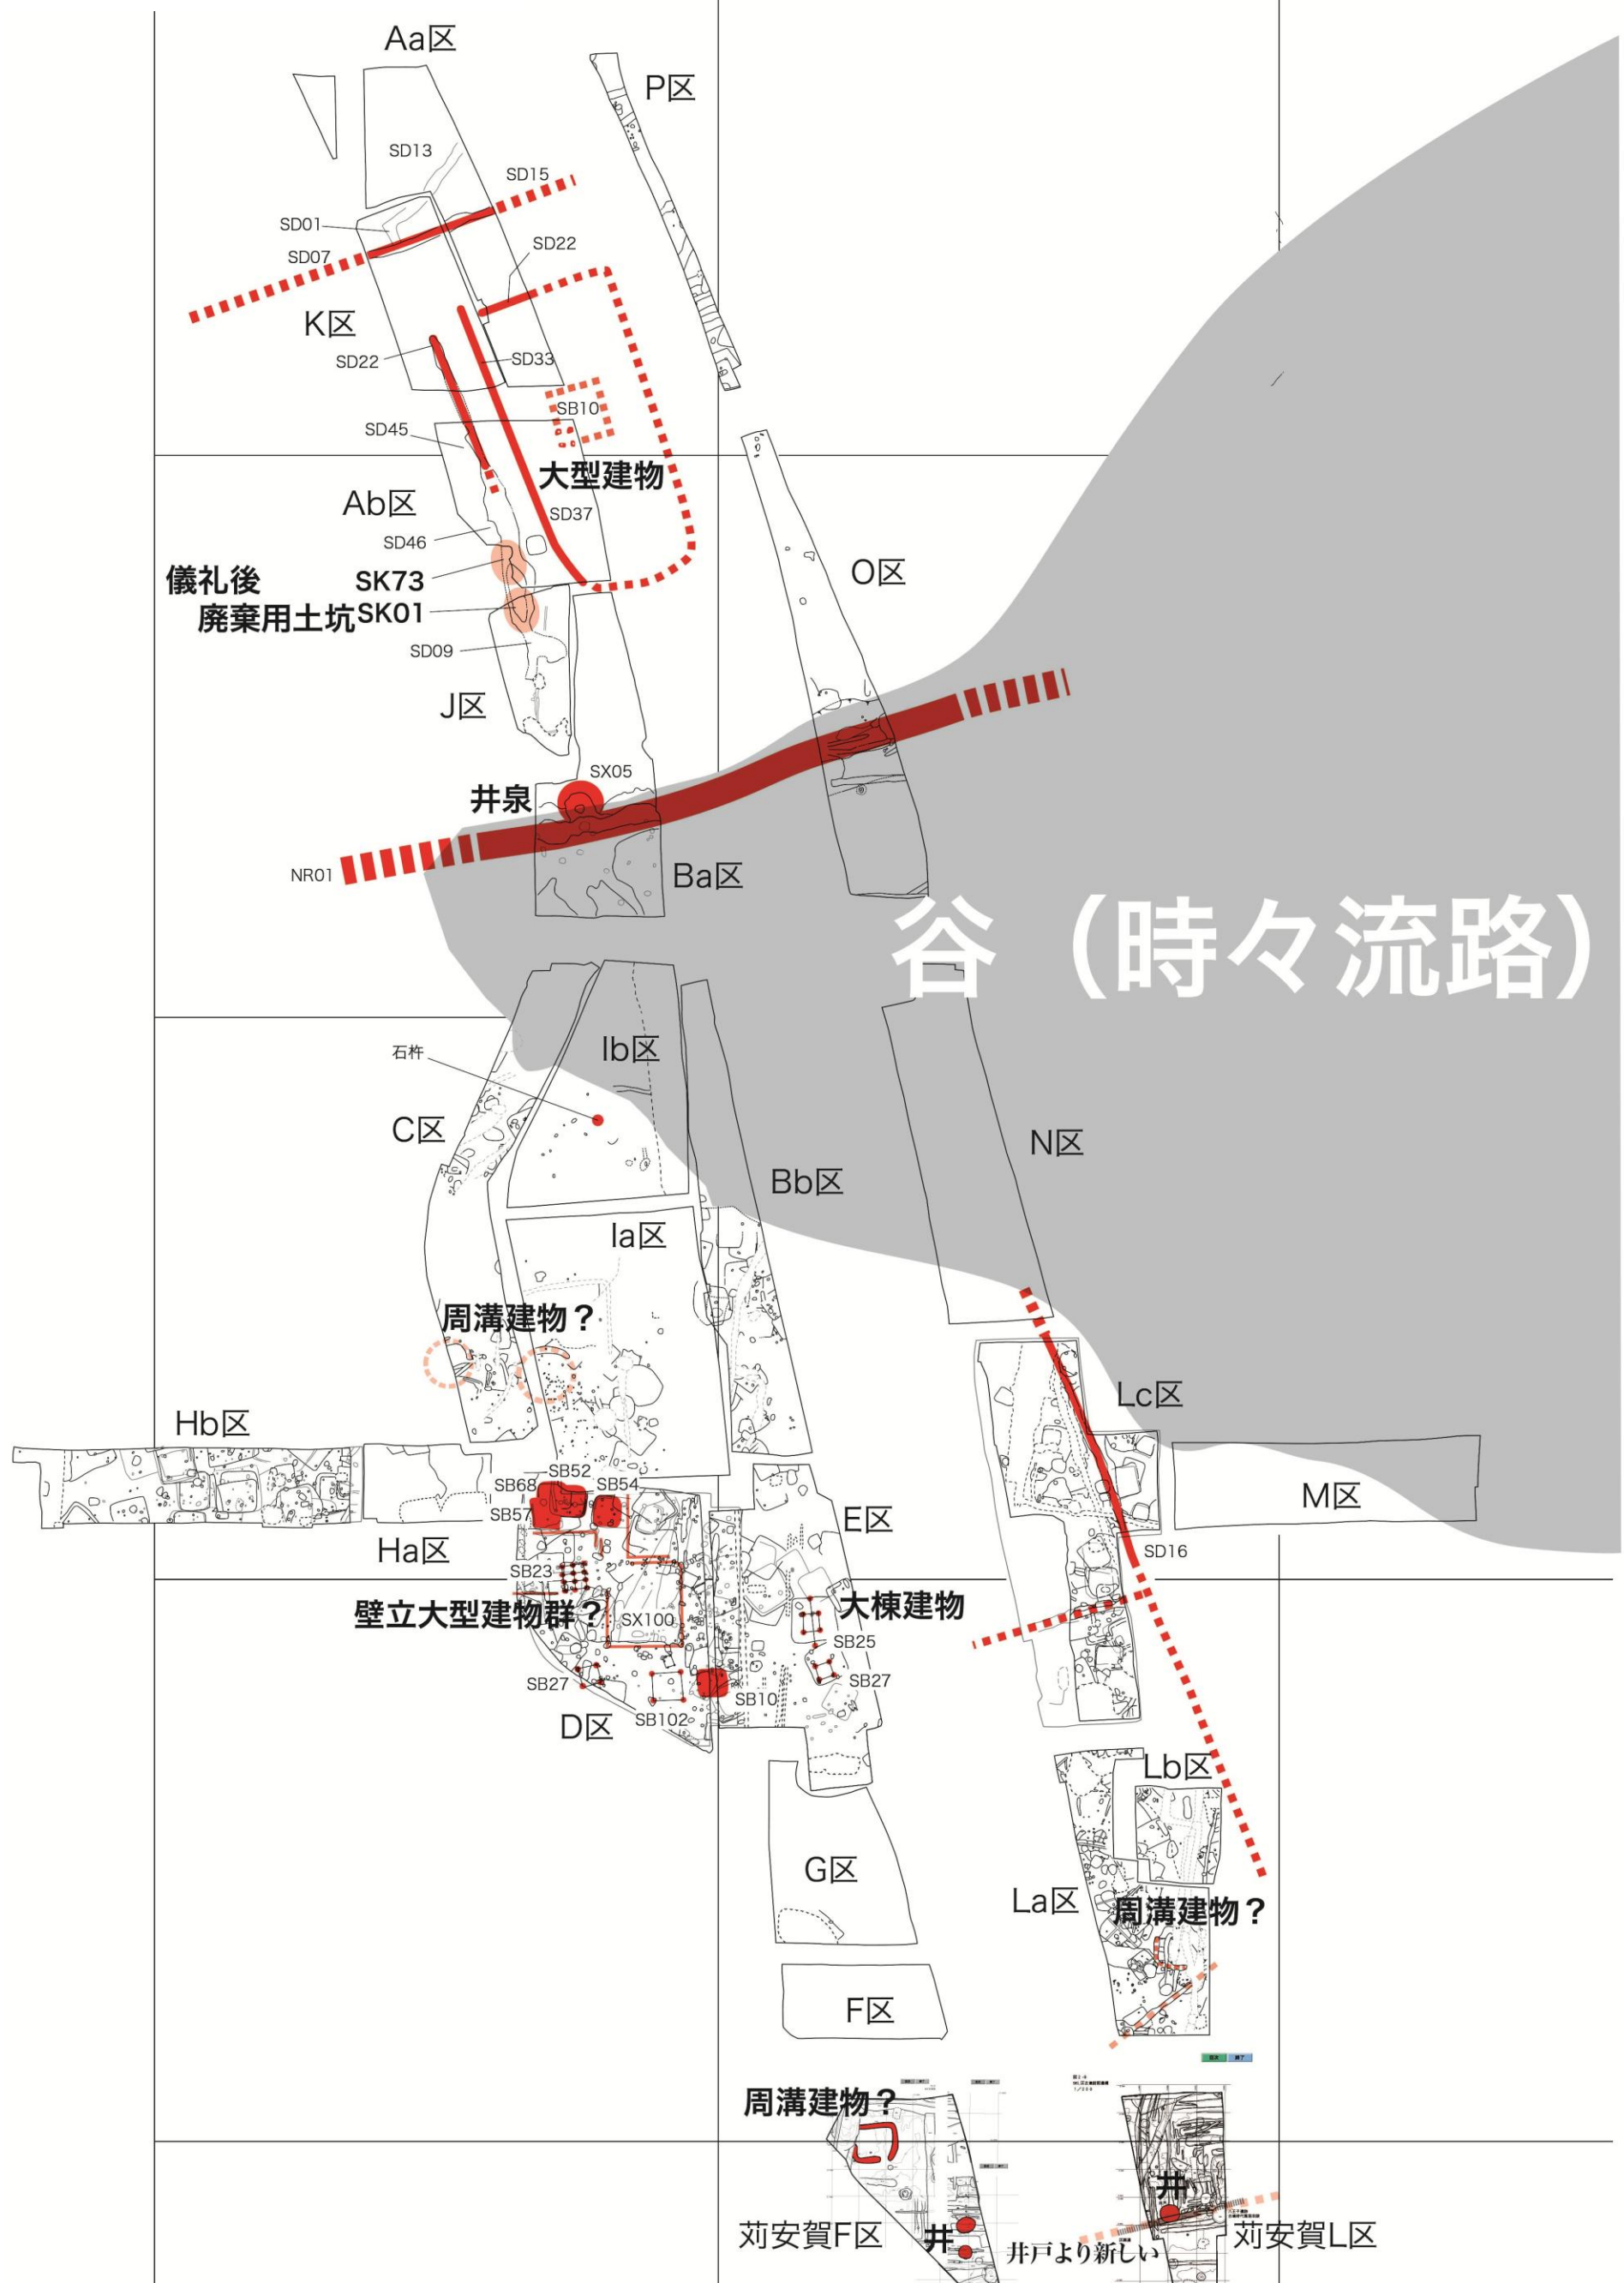 Aa区
P区
SD13
SD15
SD01
SD07
SD22
K区
SD22
SD33
SB10
SD45
大型建物
Ab区
SD37
SD46
O区
儀礼後
SK73
廃棄用土坑SK01
SD09
J区
SX05
井泉
NR01
Ba区
谷（時々流路）
石杵
Ib区
C区
N区
Bb区
Ia区
周溝建物？
Lc区
Hb区
SB52
SB68
SB54
SB57
M区
E区
Ha区
SD16
SB23
大棟建物
壁立大型建物群？
SX100
SB25
SB27
SB27
SB10
SB102
D区
Lb区
G区
La区
周溝建物？
F区
周溝建物？
井
苅安賀F区
井
井戸より新しい
苅安賀L区